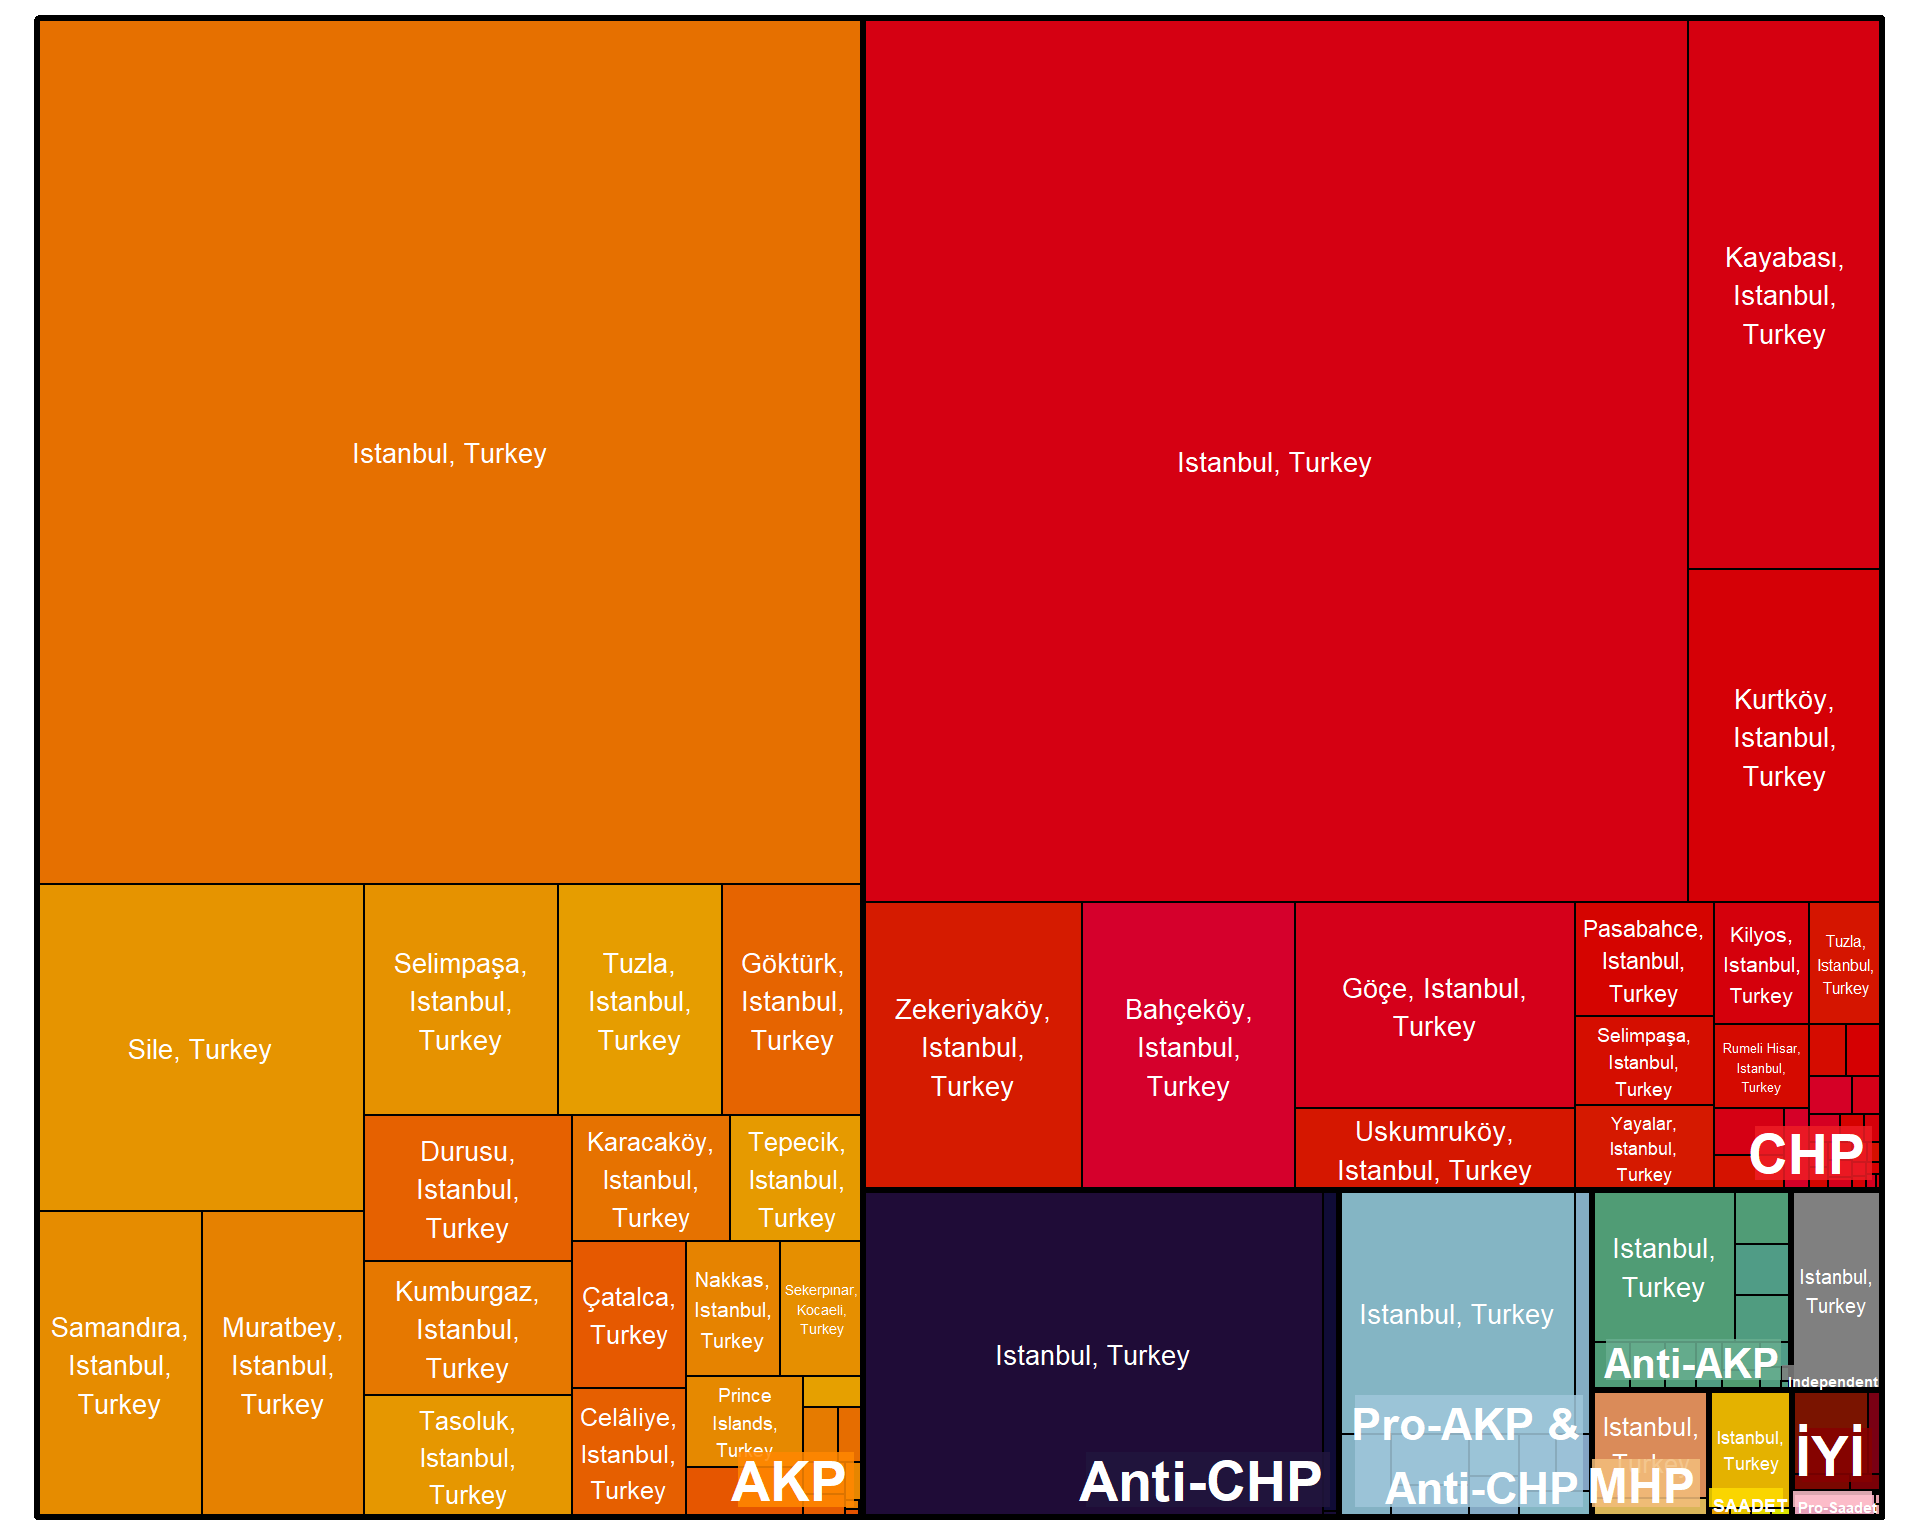 Istanbul, Turkey
Sile, Turkey
Selimpaşa,
Istanbul,
Turkey
Tuzla,
Istanbul,
Turkey
Göktürk,
Istanbul,
Turkey
Samandıra,
Istanbul,
Turkey
Muratbey,
Istanbul,
Turkey
Durusu,
Istanbul,
Turkey
Kumburgaz,
Istanbul,
Turkey
Tasoluk,
Istanbul,
Turkey
Karacaköy,
Istanbul,
Turkey
Tepecik,
Istanbul,
Turkey
Çatalca,
Turkey
Celâliye,
Istanbul,
Turkey
Nakkas,
Istanbul,
Turkey
Sekerpınar,
Kocaeli,
Turkey
Prince
Islands,
Turkey
AKP
Istanbul, Turkey
Kayabası,
Istanbul,
Turkey
Kurtköy,
Istanbul,
Turkey
Zekeriyaköy,
Istanbul,
Turkey
Bahçeköy,
Istanbul,
Turkey
Göçe, Istanbul,
Turkey
Uskumruköy,
Istanbul, Turkey
Pasabahce,
Istanbul,
Turkey
Selimpaşa,
Istanbul,
Turkey
Yayalar,
Istanbul,
Turkey
Kilyos,
Istanbul,
Turkey
Rumeli Hisar,
Istanbul,
Turkey
Tuzla,
Istanbul,
Turkey
CHP
Istanbul, Turkey
Anti-CHP
Istanbul, Turkey
Pro-AKP &
Anti-CHP
Istanbul,
Turkey
Anti-AKP
Istanbul,
Turkey
Independent
Istanbul,
Turkey
MHP
Istanbul,
Turkey
SAADET
İYİ
Pro-Saadet